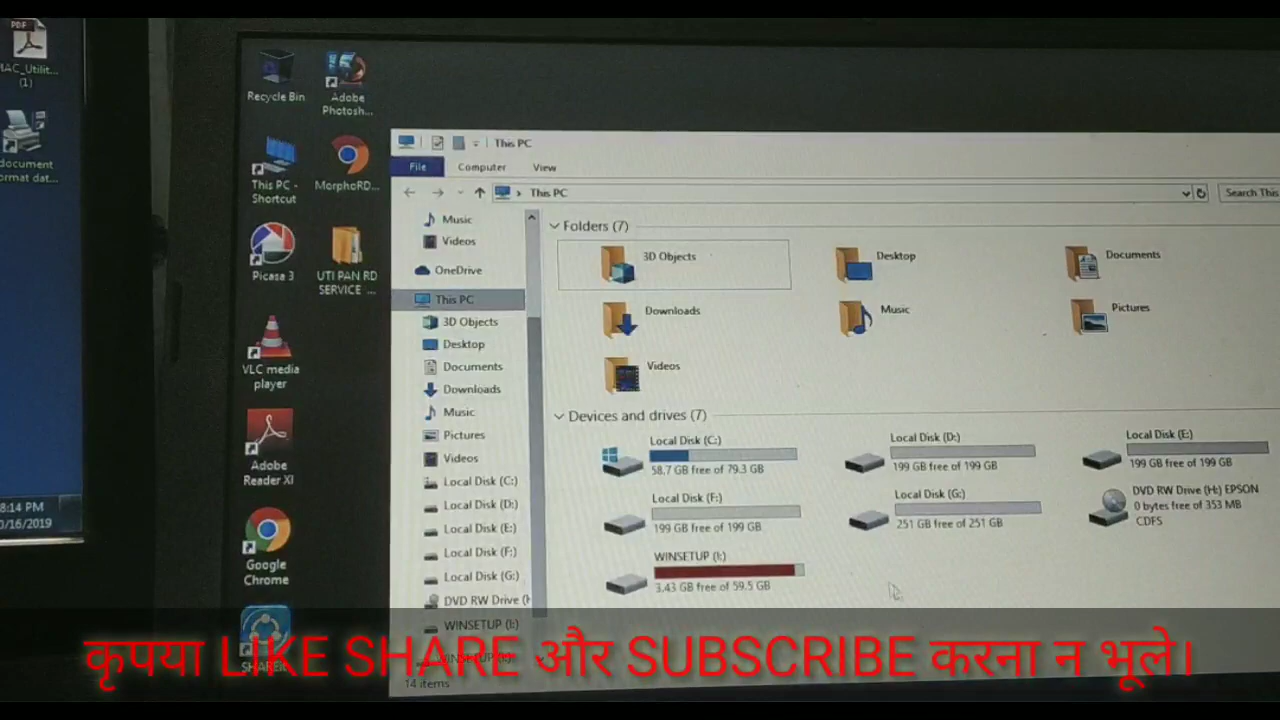 PDF
MAC_Utilit...
(1)
document
ormat dat...
8:14 PM
0/16/2019
Recycle Bin
Adobe
Photosh...
This PC -
Shortcut
MorphoRD...
Picasa 3
UTI PAN RD
SERVICE ...
VLC media
player
Adobe
Reader XI
Google
Chrome
SHAREit
This PC
File Computer View
This PC
Search This
Music
Videos
OneDrive
This PC
3D Objects
Desktop
Documents
Downloads
Music
Pictures
Videos
Local Disk (C:)
Local Disk (D:)
Local Disk (E:)
Local Disk (F:)
Local Disk (G:)
DVD RW Drive (H
WINSETUP (I:)
WINSETUP (I:)
14 items
Folders (7)
3D Objects
Desktop
Documents
Downloads
Music
Pictures
Videos
Devices and drives (7)
Local Disk (C:)
58.7 GB free of 79.3 GB
Local Disk (D:)
199 GB free of 199 GB
Local Disk (E:)
199 GB free of 199 GB
Local Disk (F:)
199 GB free of 199 GB
Local Disk (G:)
251 GB free of 251 GB
DVD RW Drive (H:) EPSON
0 bytes free of 353 MB
CDFS
WINSETUP (I:)
3.43 GB free of 59.5 GB
कृपया LIKE SHARE और SUBSCRIBE करना न भूले।